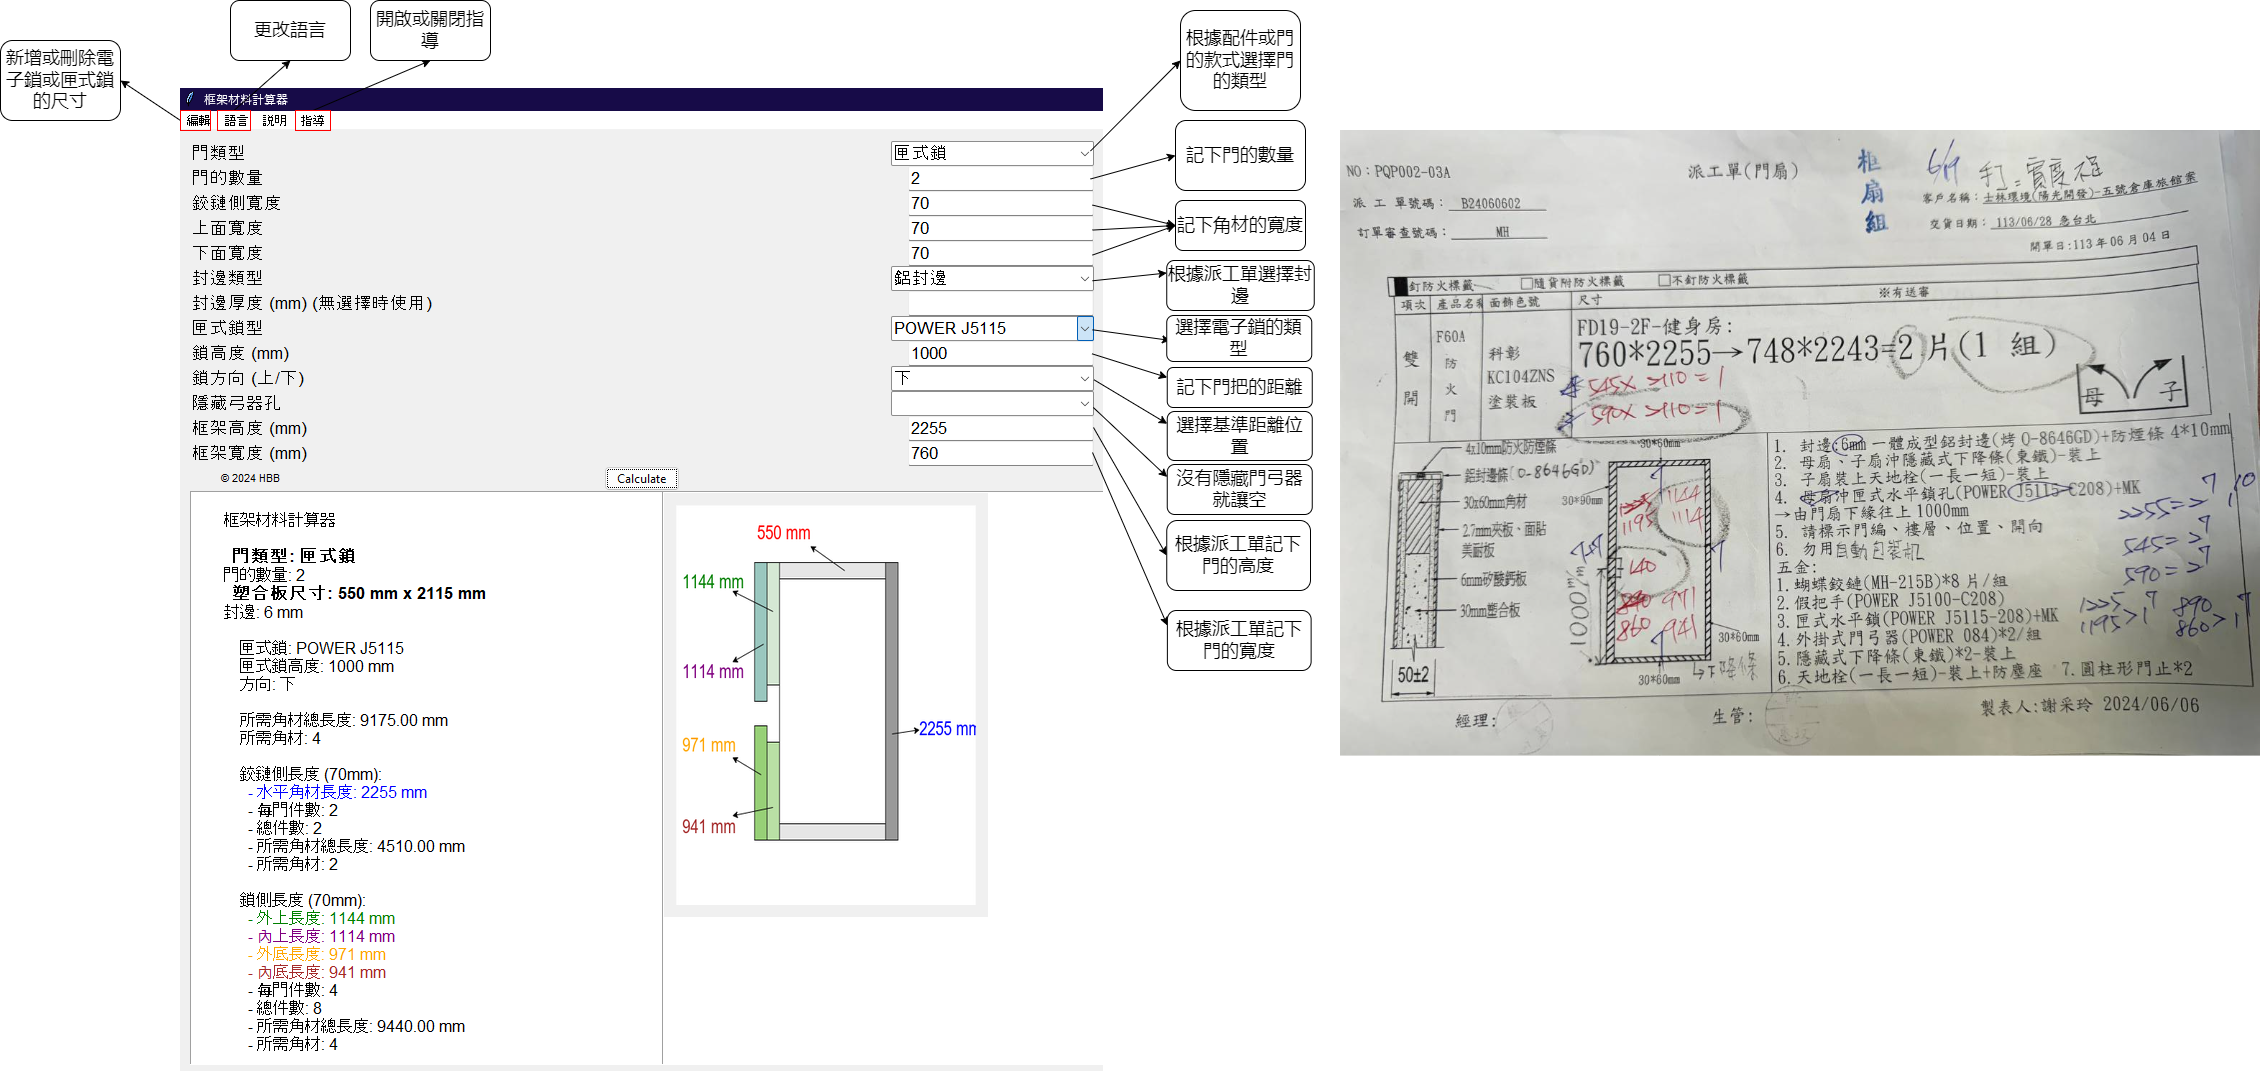 更改語言
開啟或關閉指
導
新增或刪除電
子鎖或匣式鎖
的尺寸
框架材料計算器
編輯
語言
說明
指導
門類型
匣式鎖
門的數量
2
鉸鏈側寬度
70
上面寬度
70
下面寬度
70
封邊類型
鋁封邊
封邊厚度 (mm) (無選擇時使用)
匣式鎖型
POWER J5115
鎖高度 (mm)
1000
鎖方向 (上/下)
下
隱藏弓器孔
框架高度 (mm)
2255
框架寬度 (mm)
760
© 2024 HBB
Calculate
根據配件或門
的款式選擇門
的類型
記下門的數量
記下角材的寬度
根據派工單選擇封
邊
選擇電子鎖的類
型
記下門把的距離
選擇基準距離位
置
沒有隱藏門弓器
就讓空
根據派工單記下
門的高度
根據派工單記下
門的寬度
框架材料計算器
門類型: 匣式鎖
門的數量: 2
塑合板尺寸: 550 mm x 2115 mm
封邊: 6 mm
匣式鎖: POWER J5115
匣式鎖高度: 1000 mm
方向: 下
所需角材總長度: 9175.00 mm
所需角材: 4
鉸鏈側長度 (70mm):
- 水平角材長度: 2255 mm
- 每門件數: 2
- 總件數: 2
- 所需角材總長度: 4510.00 mm
- 所需角材: 2
鎖側長度 (70mm):
- 外上長度: 1144 mm
- 內上長度: 1114 mm
- 外底長度: 971 mm
- 內底長度: 941 mm
- 每門件數: 4
- 總件數: 8
- 所需角材總長度: 9440.00 mm
- 所需角材: 4
550 mm
1144 mm
1114 mm
971 mm
2255 mm
941 mm
NO：PQP002-03A
派工單(門扇)
框扇組
6/19
派 工 單號碼： B24060602
訂單審查號碼： MH
客戶名稱：士林環境(陽光開發)-五號倉庫旅館案
交貨日期： 113/06/28 急台北
開單日:113 年 06 月 04 日
釘防火標籤
□隨貨附防火標籤
□不釘防火標籤
※有送審
項次
產品名稱
面飾色號
尺寸
雙開
F60A
防火門
科彰
KC104ZNS
塗裝板
FD19-2F-健身房:
760*2255→748*2243=2 片(1 組)
545x >110=1
590x >110=1
母
子
4x10mm防火防煙條
鋁封邊條(O-8646GD)
30x60mm角材
2.7mm夾板、面貼
美耐板
6mm矽酸鈣板
30mm塑合板
50±2
30*60mm
30*90mm
1144
1195 1114
140
971
860 941
1000mm
30*60mm
30*60mm
下降條
1. 封邊:6mm 一體成型鋁封邊(烤 O-8646GD)+防煙條 4*10mm
2. 母扇、子扇沖隱藏式下降條(東鐵)-裝上
3. 子扇裝上天地栓(一長一短)-裝上
4. 母扇沖匣式水平鎖孔(POWER J5115-C208)+MK
→由門扇下緣往上 1000mm
5. 請標示門編、樓層、位置、開向
6. 勿用自動包裝机
五金:
1.蝴蝶鉸鏈(MH-215B)*8 片/組
2.假把手(POWER J5100-C208)
3.匣式水平鎖(POWER J5115-208)+MK
4.外掛式門弓器(POWER 084)*2/組
5.隱藏式下降條(東鐵)*2-裝上
6.天地栓(一長一短)-裝上+防塵座 7.圓柱形門止*2
經理:
生管:
製表人:謝采玲 2024/06/06